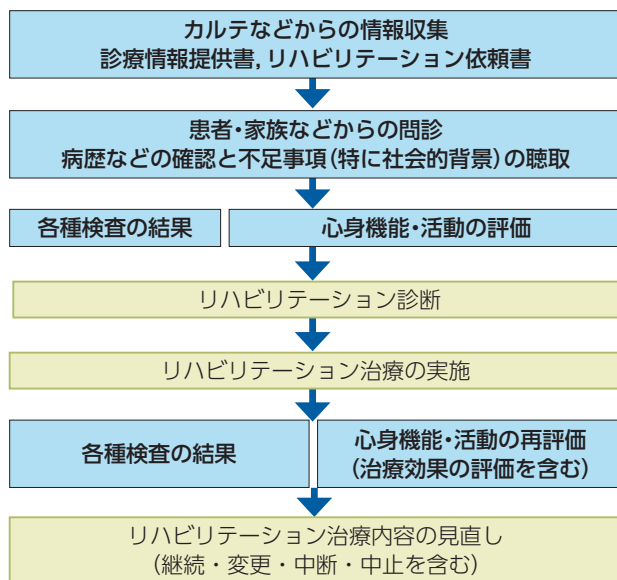 カルテなどからの情報収集
診療情報提供書,リハビリテーション依頼書
患者・家族などからの問診
病歴などの確認と不足事項(特に社会的背景)の聴取
各種検査の結果
心身機能・活動の評価
リハビリテーション診断
リハビリテーション治療の実施
各種検査の結果
心身機能・活動の再評価
(治療効果の評価を含む)
リハビリテーション治療内容の見直し
(継続・変更・中断・中止を含む)